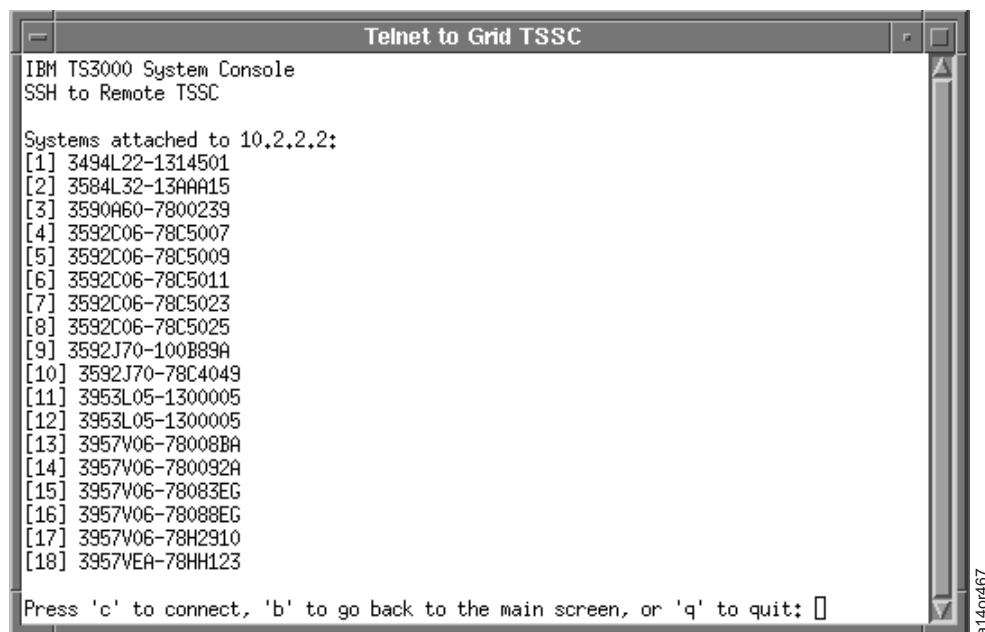 Telnet to Grid TSSC
IBM TS3000 System Console
SSH to Remote TSSC
Systems attached to 10.2.2.2:
[1] 3494L22-1314501
[2] 3584L32-13AAA15
[3] 3590A60-7800239
[4] 3592C06-78C5007
[5] 3592C06-78C5009
[6] 3592C06-78C5011
[7] 3592C06-78C5023
[8] 3592C06-78C5025
[9] 3592J70-100B89A
[10] 3592J70-78C4049
[11] 3953L05-1300005
[12] 3953L05-1300005
[13] 3957V06-78008BA
[14] 3957V06-780092A
[15] 3957V06-78083EG
[16] 3957V06-78088EG
[17] 3957V06-78H2910
[18] 3957VEA-78HH123
Press 'c' to connect, 'b' to go back to the main screen, or 'q' to quit:
a14or467